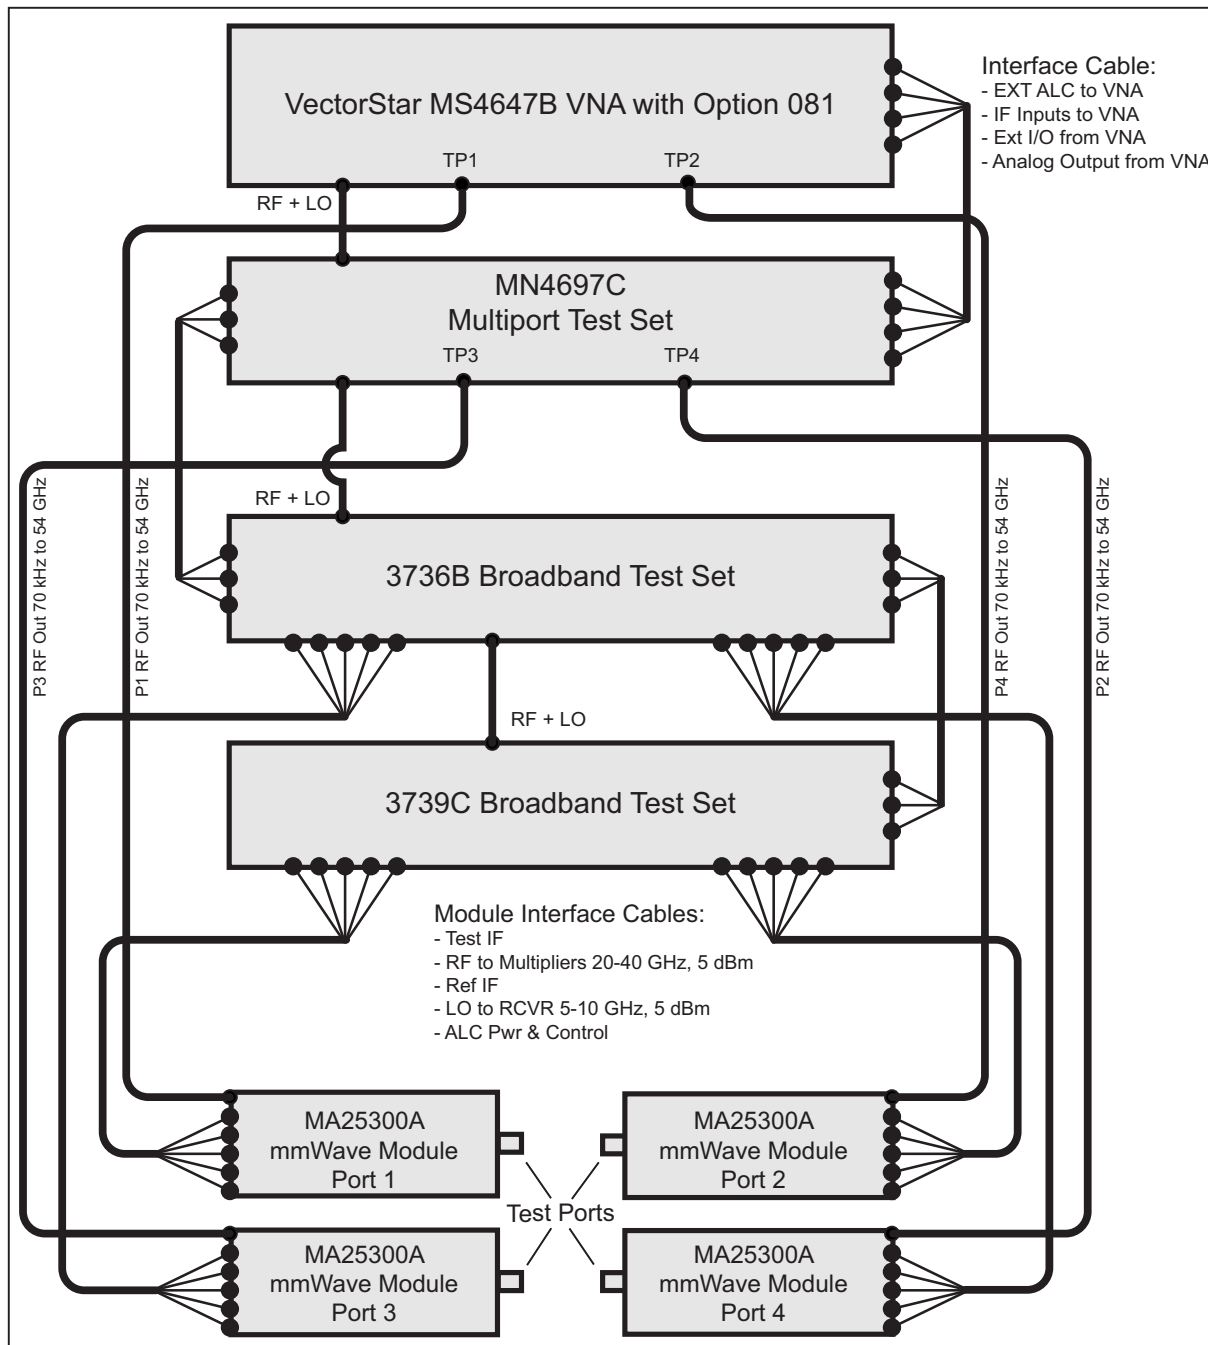 VectorStar MS4647B VNA with Option 081
TP1
TP2
Interface Cable:
- EXT ALC to VNA
- IF Inputs to VNA
- Ext I/O from VNA
- Analog Output from VNA
RF + LO
MN4697C
Multiport Test Set
TP3
TP4
P3 RF Out 70 kHz to 54 GHz
P1 RF Out 70 kHz to 54 GHz
RF + LO
P4 RF Out 70 kHz to 54 GHz
P2 RF Out 70 kHz to 54 GHz
3736B Broadband Test Set
RF + LO
3739C Broadband Test Set
Module Interface Cables:
- Test IF
- RF to Multipliers 20-40 GHz, 5 dBm
- Ref IF
- LO to RCVR 5-10 GHz, 5 dBm
- ALC Pwr & Control
MA25300A
mmWave Module
Port 1
MA25300A
mmWave Module
Port 2
Test Ports
MA25300A
mmWave Module
Port 3
MA25300A
mmWave Module
Port 4